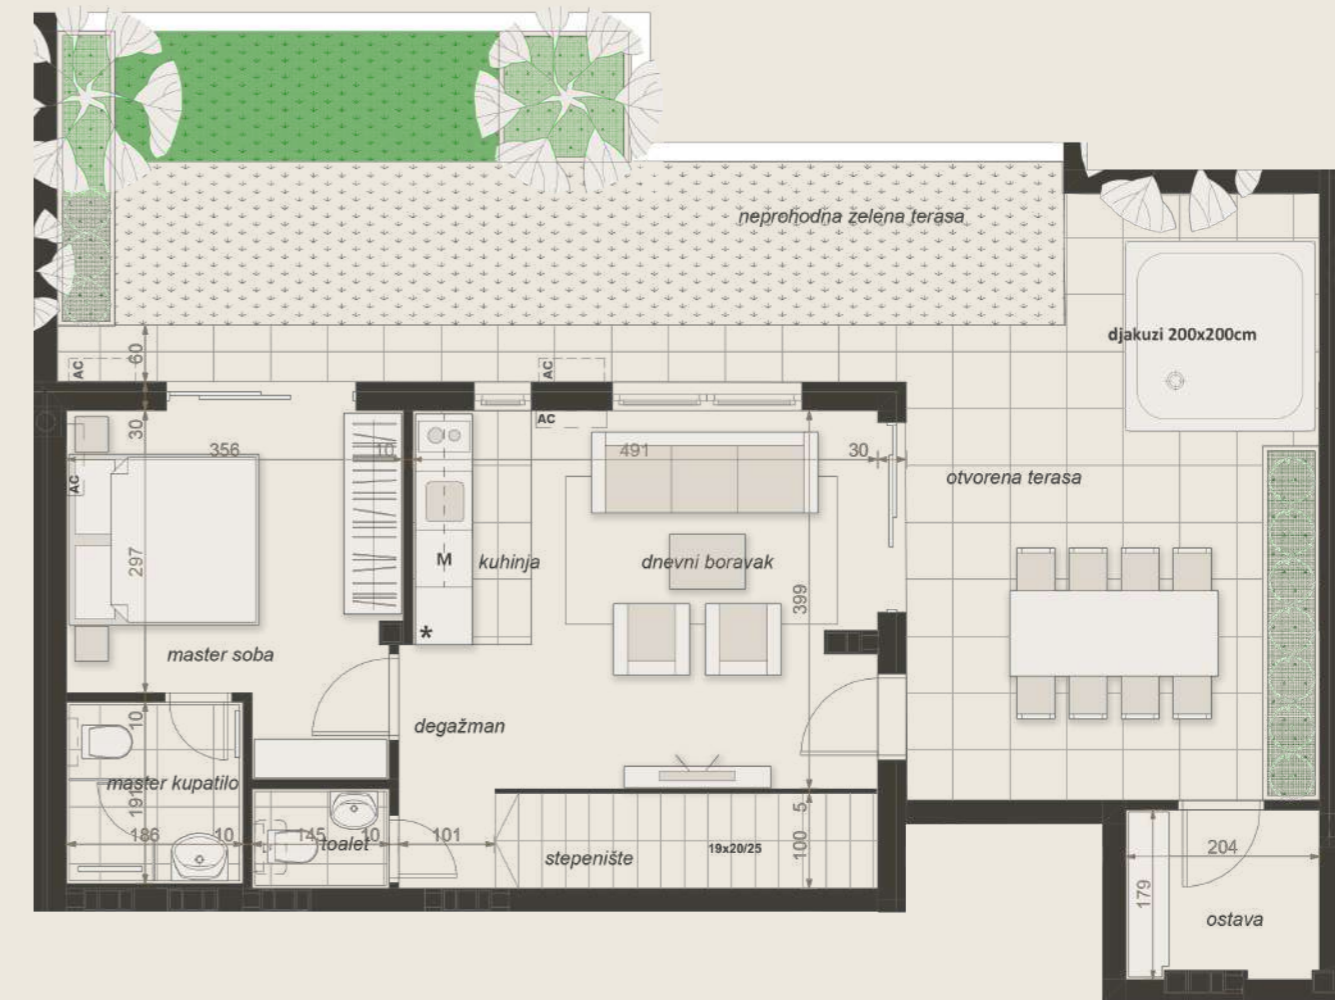 neprohodna zelena terasa
djakuzi 200x200cm
60
AC
AC
30
AC
356
10
491
30
AC
otvorena terasa
297
M
kuhinja
dnevni boravak
399
*
master soba
degažman
10
master kupatilo
191
186
10
145
10
toalet
101
stepenište
19x20/25
5
100
204
179
ostava